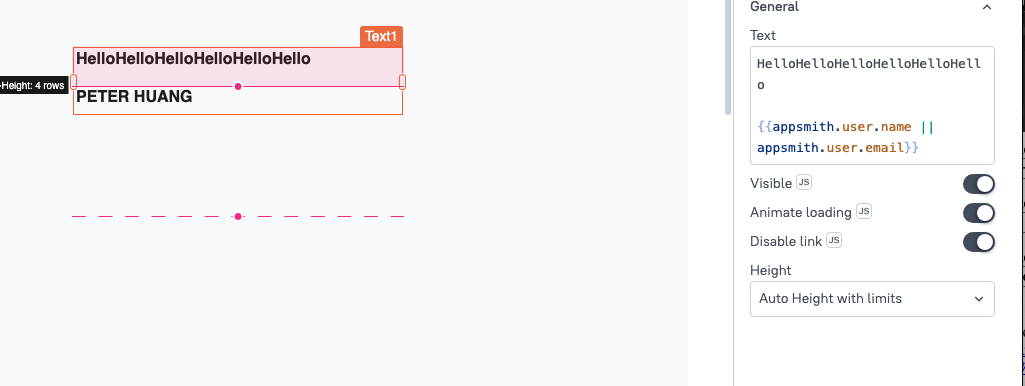 Text1
HelloHelloHelloHelloHelloHello
-Height: 4 rows
PETER HUANG
General
Text
HelloHelloHelloHelloHelloHell
o
{{appsmith.user.name ||
appsmith.user.email}}
Visible JS
Animate loading JS
Disable link JS
Height
Auto Height with limits